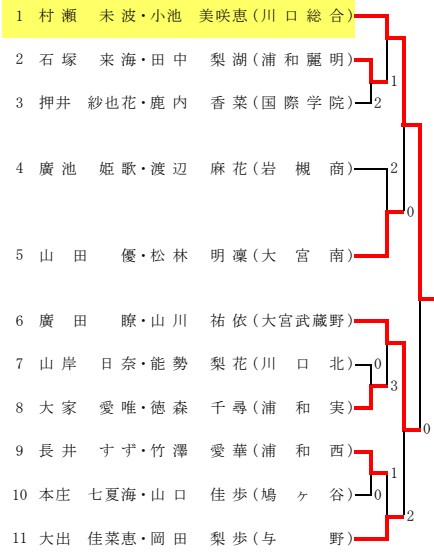 1 村瀬 未波・小池 美咲恵(川口総合)
2 石塚 来海・田中 梨湖(浦和麗明)
1
3 押井 紗也花・鹿内 香菜(国際学院)
2
4 廣池 姫歌・渡辺 麻花(岩槻商)
2
0
5 山田 優・松林 明凜(大宮南)
6 廣田 瞭・山川 祐依(大宮武蔵野)
7 山岸 日奈・能勢 梨花(川口北)
0
3
8 大家 愛唯・徳森 千尋(浦和実)
0
9 長井 すず・竹澤 愛華(浦和西)
1
10 本庄 七夏海・山口 佳歩(鳩ヶ谷)
0
2
11 大出 佳菜恵・岡田 梨歩(与野)